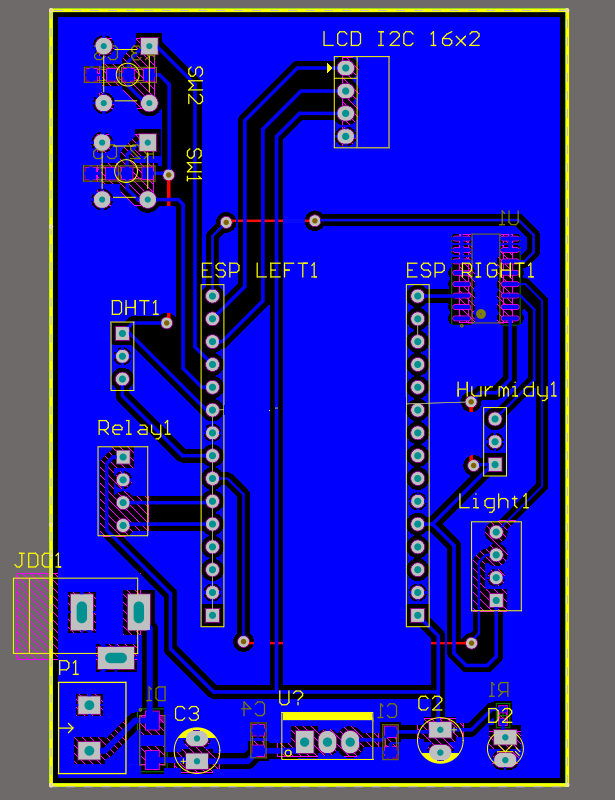 LCD I2C 16x2
SW2
SW1
U1
ESP LEFT1
ESP RIGHT1
DHT1
Hurmidy1
Relay1
Light1
JDC1
P1
D1
C3
C4
U?
C1
C2
R1
D2